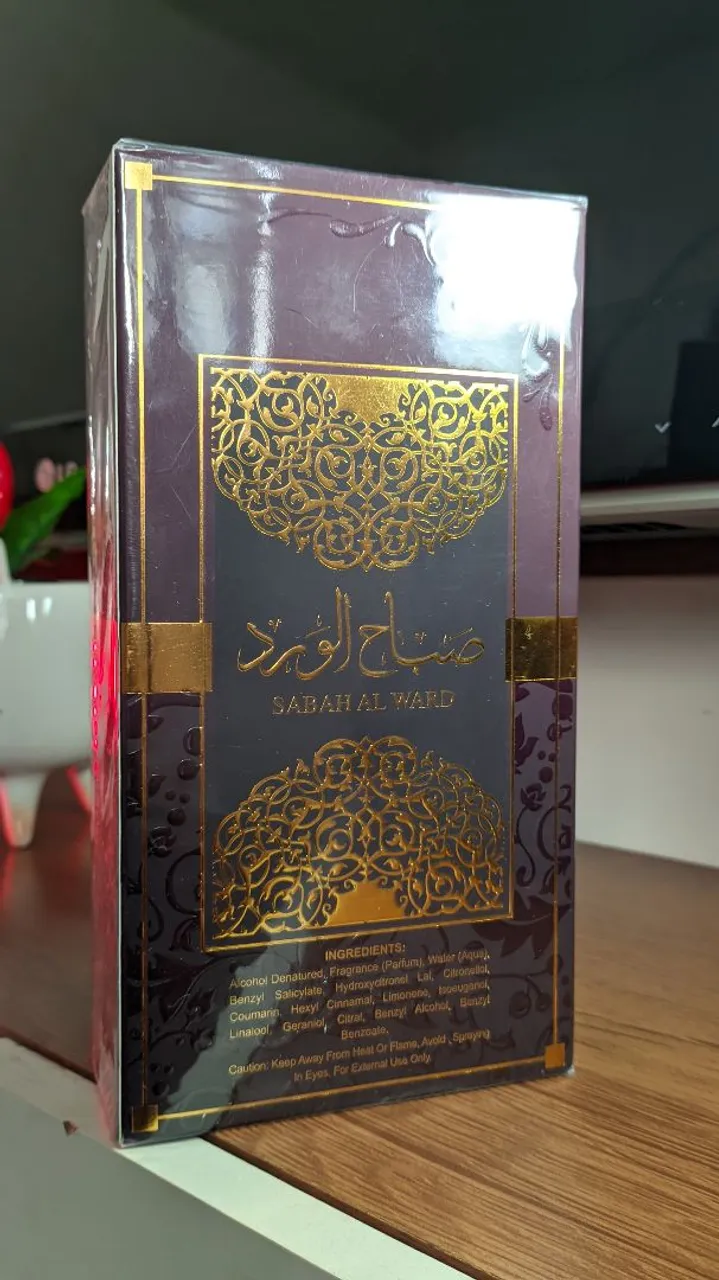 صباح الورد
SABAH AL WARD
INGREDIENTS:
Alcohol Denatured, Fragrance (Parfum), Water (Aqua),
Benzyl Salicylate, Hydroxycitronel Lal, Citronellol,
Coumarin, Hexyl Cinnamal, Limonene, Isoeugenol,
Linalool, Geraniol, Citral, Benzyl Alcohol, Benzyl
Benzoate.
Caution: Keep Away From Heat Or Flame, Avoid Spraying
In Eyes. For External Use Only.